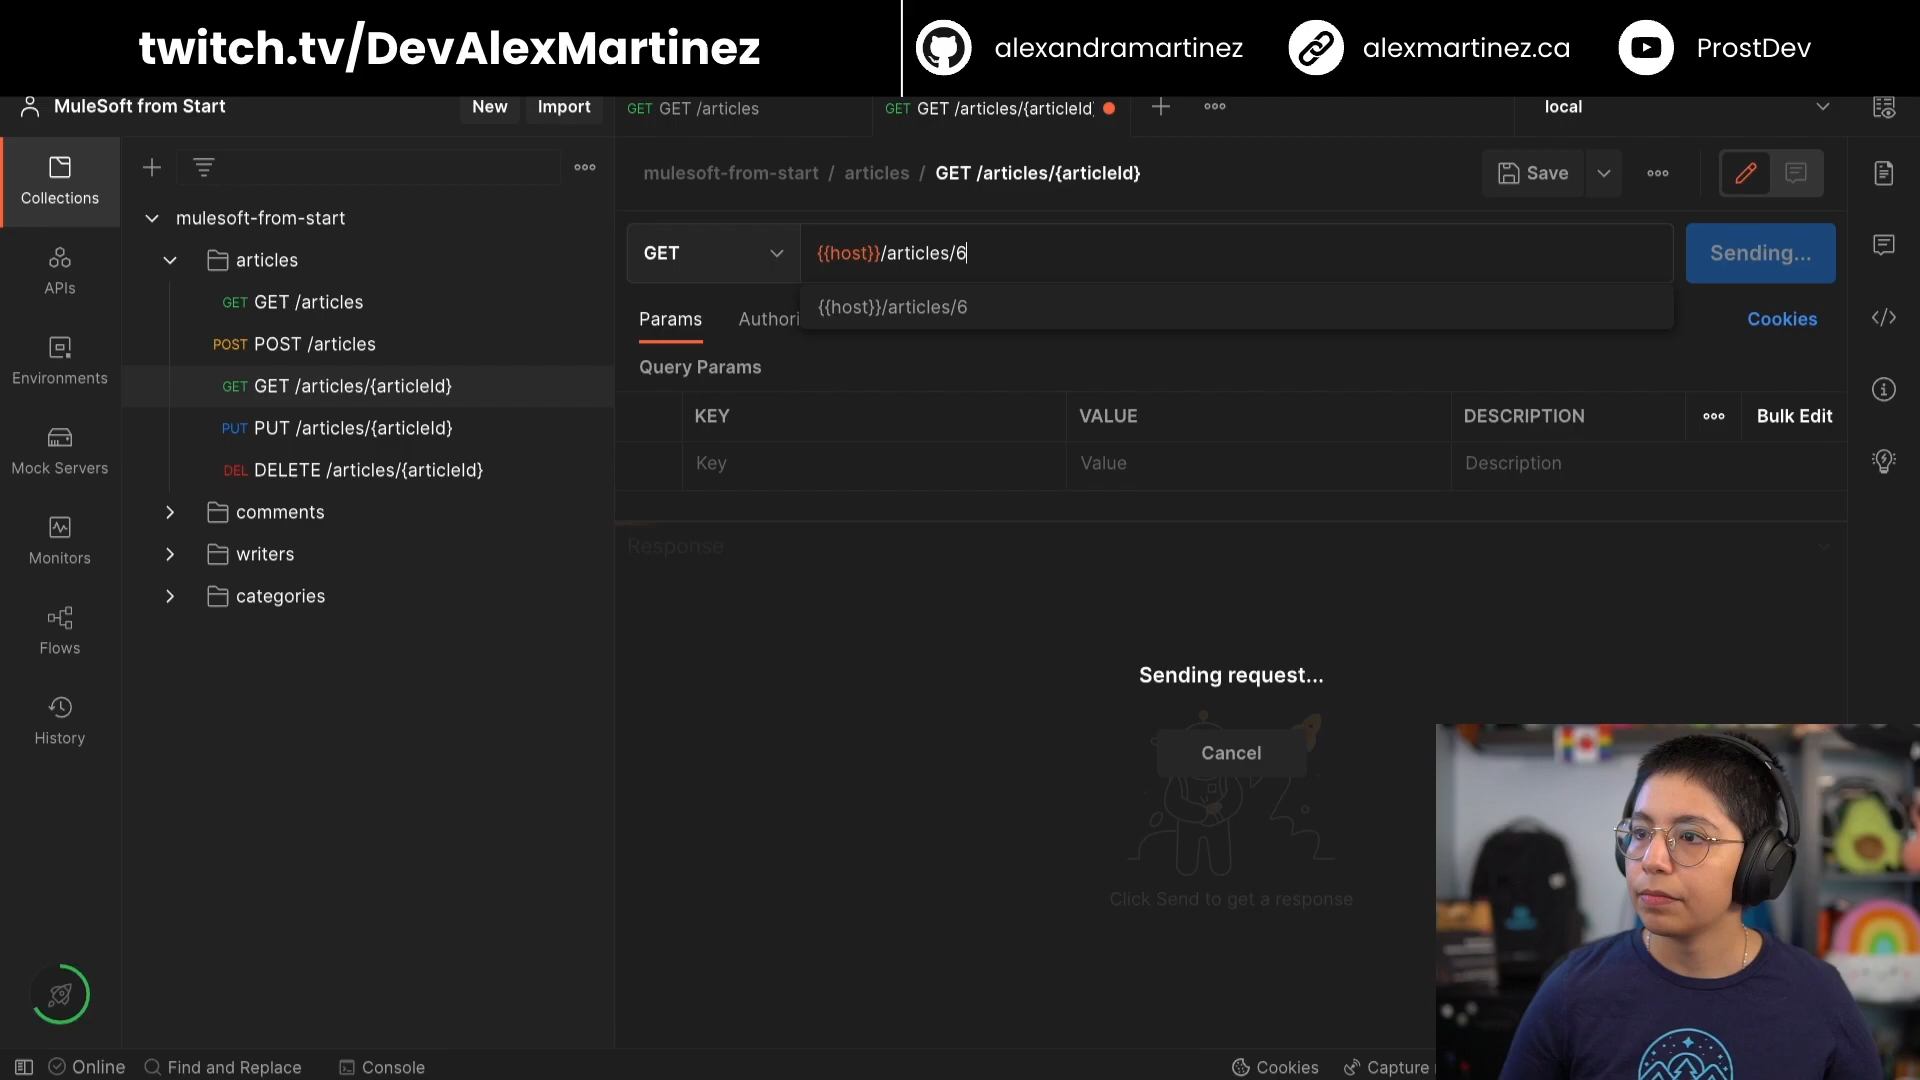 twitch.tv/DevAlexMartinez
alexandramartinez
alexmartinez.ca
ProstDev
MuleSoft from Start
New
Import
GET GET /articles
GET GET /articles/{articleId}
local
Collections
APIs
Environments
Mock Servers
Monitors
Flows
History
mulesoft-from-start
articles
GET GET /articles
POST POST /articles
GET GET /articles/{articleId}
PUT PUT /articles/{articleId}
DEL DELETE /articles/{articleId}
comments
writers
categories
mulesoft-from-start / articles / GET /articles/{articleId}
Save
GET
{{host}}/articles/6
Sending...
{{host}}/articles/6
Params
Authori
Cookies
Query Params
KEY
VALUE
DESCRIPTION
Bulk Edit
Key
Value
Description
Response
Sending request...
Cancel
Click Send to get a response
Online
Find and Replace
Console
Cookies
Capture